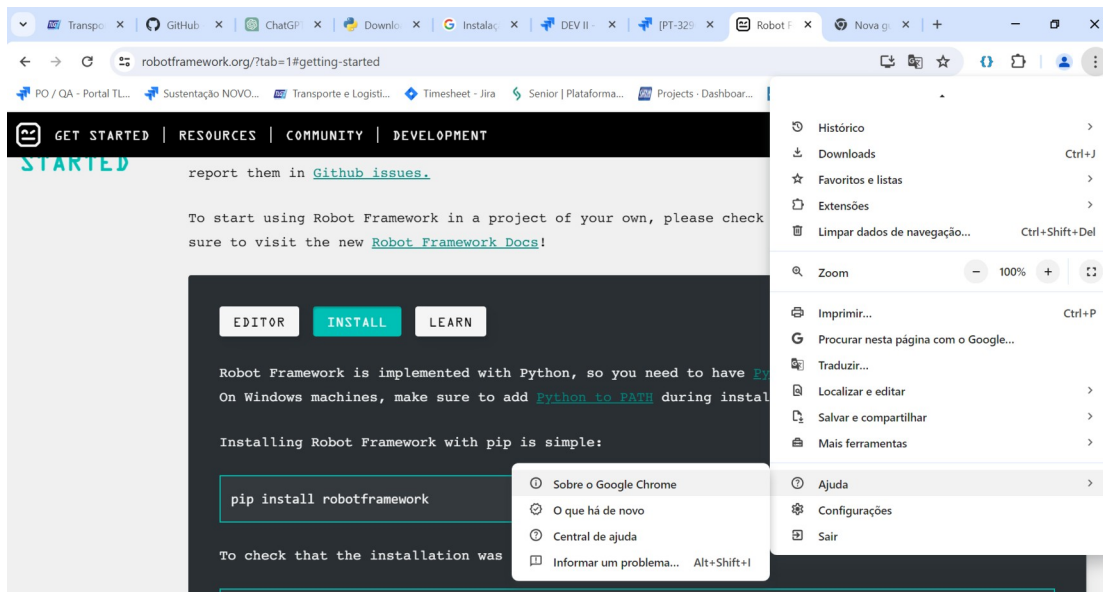 Transpo
GitHub
ChatGP
Downlo
Instalaç
DEV II -
[PT-329
Robot F
Nova g
robotframework.org/?tab=1#getting-started
PO / QA - Portal TL...
Sustentação NOVO...
Transporte e Logisti...
Timesheet - Jira
Senior | Plataforma...
Projects · Dashboar...
GET STARTED | RESOURCES | COMMUNITY | DEVELOPMENT
STARTED
report them in Github issues.
To start using Robot Framework in a project of your own, please check
sure to visit the new Robot Framework Docs!
EDITOR
INSTALL
LEARN
Robot Framework is implemented with Python, so you need to have Py
On Windows machines, make sure to add Python to PATH during instal
Installing Robot Framework with pip is simple:
pip install robotframework
To check that the installation was
Histórico
Downloads Ctrl+J
Favoritos e listas
Extensões
Limpar dados de navegação... Ctrl+Shift+Del
Zoom - 100% +
Imprimir... Ctrl+P
Procurar nesta página com o Google...
Traduzir...
Localizar e editar
Salvar e compartilhar
Mais ferramentas
Ajuda
Configurações
Sair
Sobre o Google Chrome
O que há de novo
Central de ajuda
Informar um problema... Alt+Shift+I